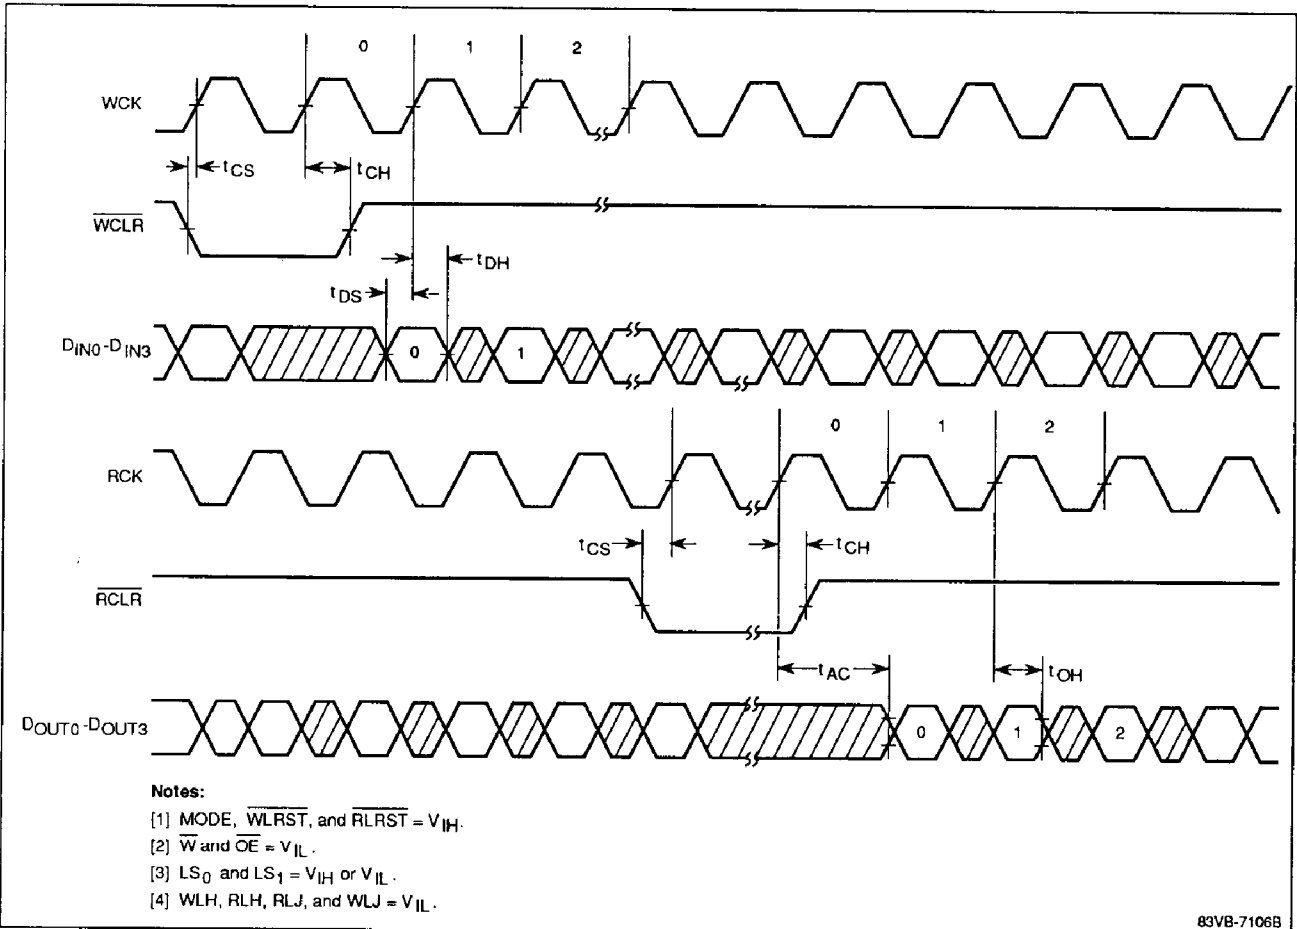 0 1 2
WCK
tCS tCH
WCLR
tDH
tDS
DIN0-DIN3 0 1
0 1 2
RCK
tCS tCH
RCLR
tAC tOH
DOUT0-DOUT3 0 1 2
Notes:
[1] MODE, WLRST, and RLRST = VIH.
[2] W and OE = VIL.
[3] LS0 and LS1 = VIH or VIL.
[4] WLH, RLH, RLJ, and WLJ = VIL.
83VB-7106B